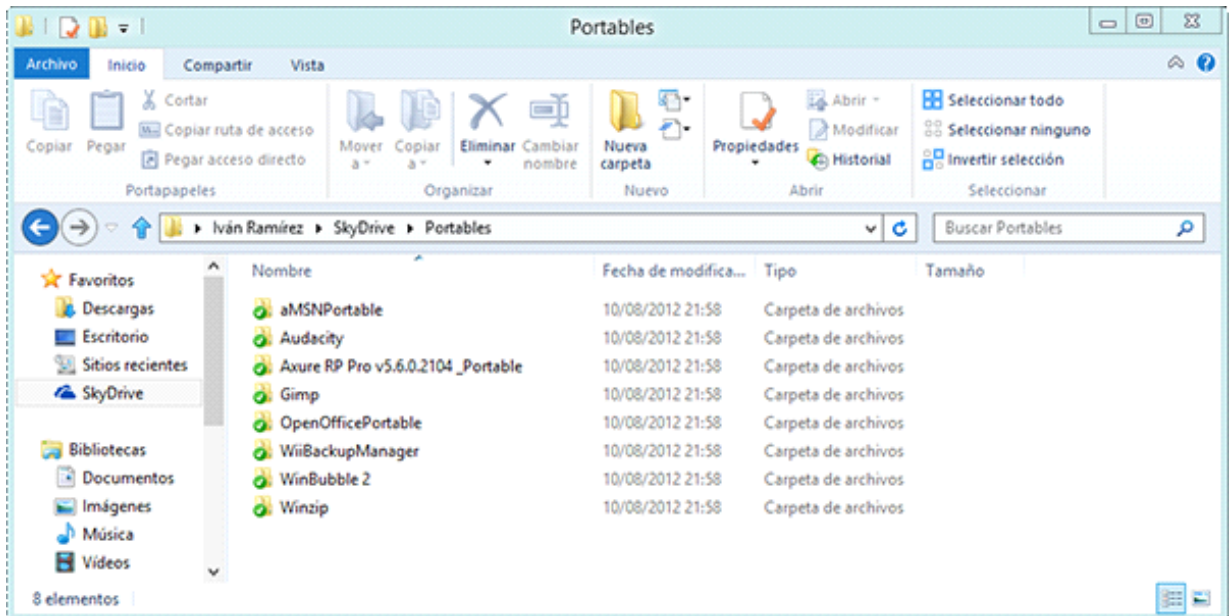 Portables
Archivo Inicio Compartir Vista
Copiar
Pegar
Cortar
Copiar ruta de acceso
Pegar acceso directo
Portapapeles
Mover a
Copiar a
Eliminar
Cambiar nombre
Organizar
Nueva carpeta
Nuevo
Propiedades
Abrir
Modificar
Historial
Abrir
Seleccionar todo
Seleccionar ninguno
Invertir selección
Seleccionar
Iván Ramírez SkyDrive Portables
Buscar Portables
Favoritos
Descargas
Escritorio
Sitios recientes
SkyDrive
Bibliotecas
Documentos
Imágenes
Música
Vídeos
Nombre Fecha de modifica... Tipo Tamaño
aMSNPortable 10/08/2012 21:58 Carpeta de archivos
Audacity 10/08/2012 21:58 Carpeta de archivos
Axure RP Pro v5.6.0.2104 _Portable 10/08/2012 21:58 Carpeta de archivos
Gimp 10/08/2012 21:58 Carpeta de archivos
OpenOfficePortable 10/08/2012 21:58 Carpeta de archivos
WiiBackupManager 10/08/2012 21:58 Carpeta de archivos
WinBubble 2 10/08/2012 21:58 Carpeta de archivos
Winzip 10/08/2012 21:58 Carpeta de archivos
8 elementos